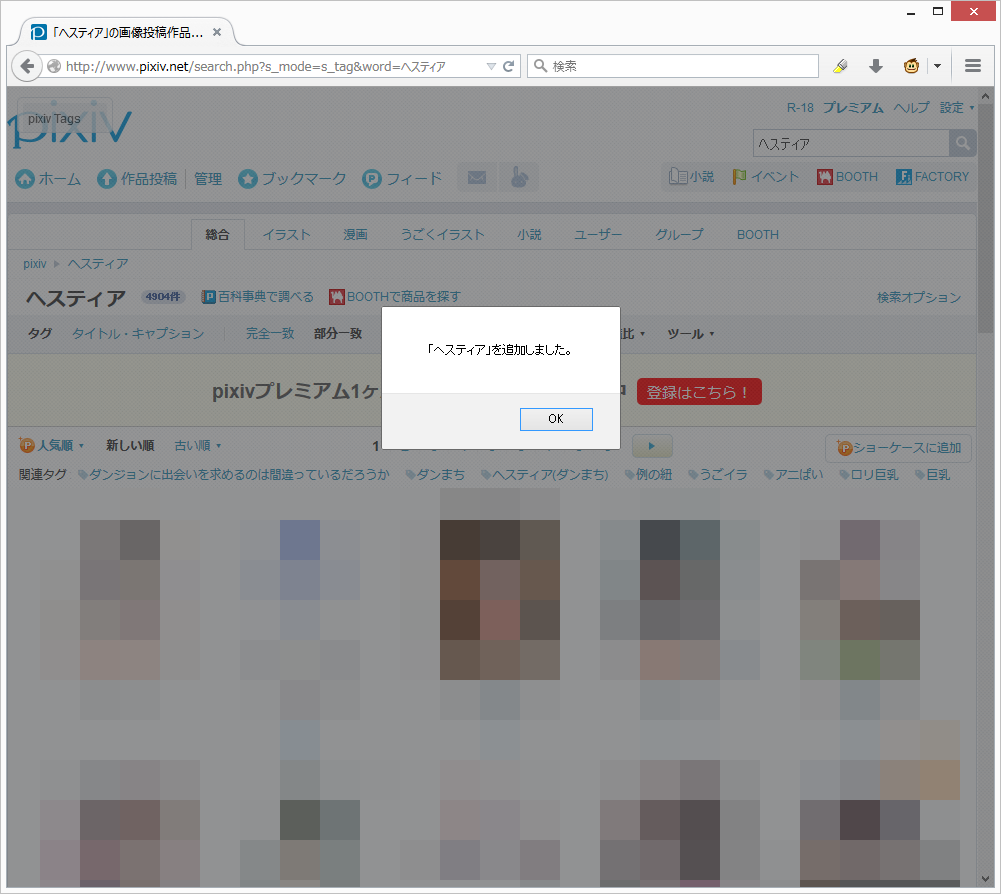 「ヘスティア」の画像投稿作品...
http://www.pixiv.net/search.php?s_mode=s_tag&word=ヘスティア
検索
pixiv Tags
pixiv
R-18 プレミアム ヘルプ 設定
ヘスティア
ホーム 作品投稿 管理 ブックマーク フィード
小説 イベント BOOTH FACTORY
総合 イラスト 漫画 うごくイラスト 小説 ユーザー グループ BOOTH
pixiv ヘスティア
ヘスティア 4904件 百科事典で調べる BOOTHで商品を探す 検索オプション
タグ タイトル・キャプション 完全一致 部分一致 比 ツール
「ヘスティア」を追加しました。
OK
pixivプレミアム1ヶ 登録はこちら！
人気順 新しい順 古い順 1 ショーケースに追加
関連タグ ダンジョンに出会いを求めるのは間違っているだろうか ダンまち ヘスティア(ダンまち) 例の紐 うごイラ アニぱい ロリ巨乳 巨乳